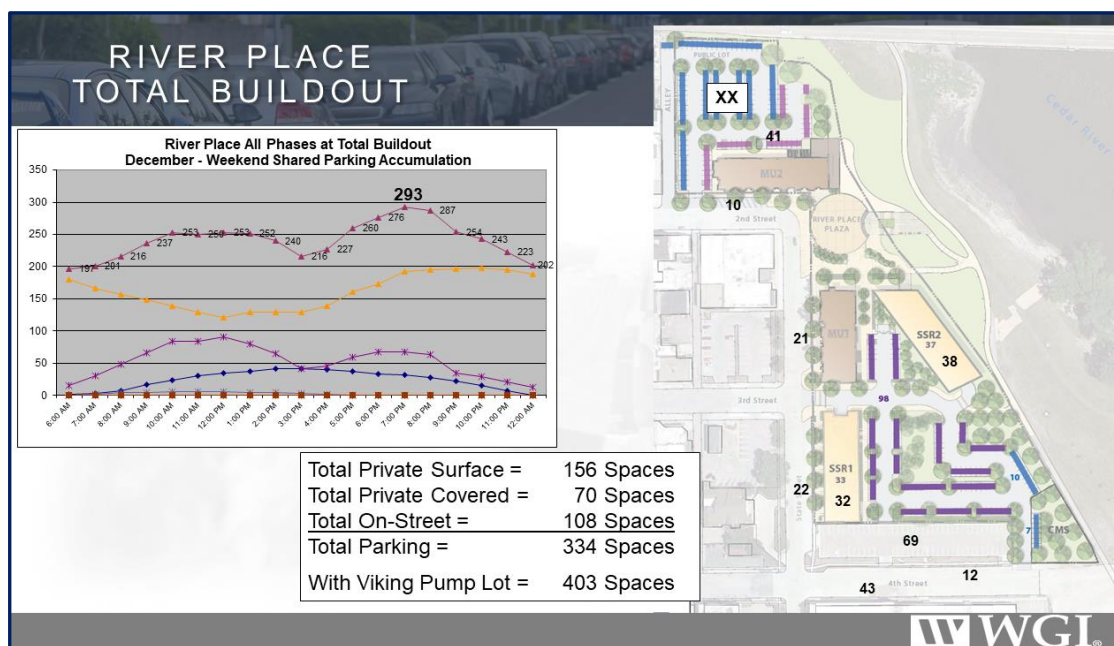 RIVER PLACE
TOTAL BUILDOUT
River Place All Phases at Total Buildout
December - Weekend Shared Parking Accumulation
350
300
250
200
150
100
50
0
197
201
216
237
253
250
253
252
240
216
227
260
276
293
287
254
243
223
202
6:00 AM
7:00 AM
8:00 AM
9:00 AM
10:00 AM
11:00 AM
12:00 PM
1:00 PM
2:00 PM
3:00 PM
4:00 PM
5:00 PM
6:00 PM
7:00 PM
8:00 PM
9:00 PM
10:00 PM
11:00 PM
12:00 AM
Total Private Surface = 156 Spaces
Total Private Covered = 70 Spaces
Total On-Street = 108 Spaces
Total Parking = 334 Spaces
With Viking Pump Lot = 403 Spaces
PUBLIC LOT
ALLEY
XX
41
MU2
10
2nd Street
RIVER PLACE
PLAZA
Cedar River
21
MU1
SSR2
37
38
3rd Street
98
SSR1
33
32
22
State Street
10
7
CMS
69
12
43
4th Street
WGI®